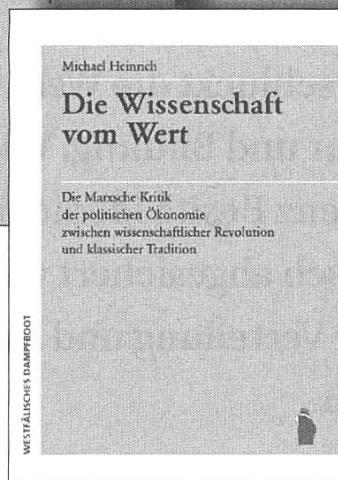 Michael Heinrich
Die Wissenschaft
vom Wert
Die Marxsche Kritik
der politischen Ökonomie
zwischen wissenschaftlicher Revolution
und klassischer Tradition
WESTFÄLISCHES DAMPFBOOT